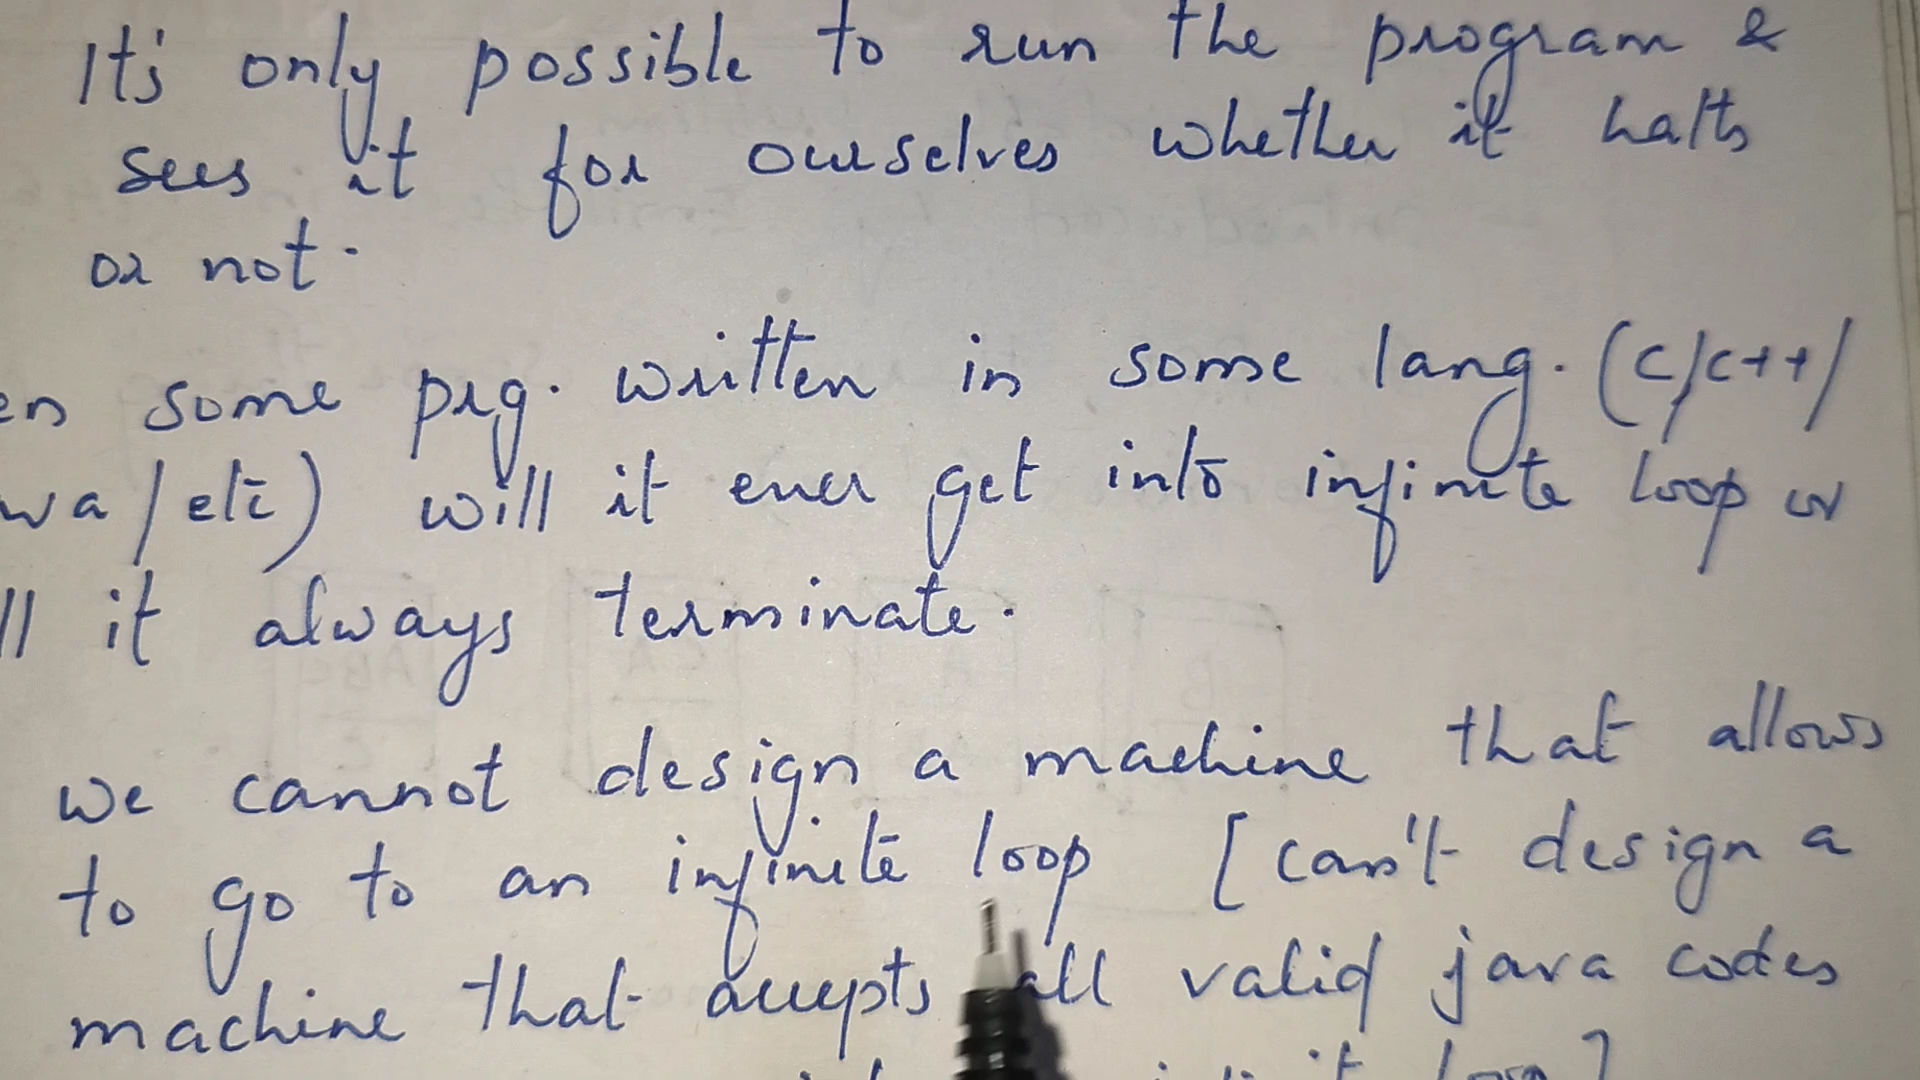 It's only possible to run the program &
sees it for ourselves whether it halts
or not.
en some prg. written in some lang. (C/C++/
va/etc) will it ever get into infinite loop or
ll it always terminate.
we cannot design a machine that allows
to go to an infinite loop [can't design a
machine that accepts all valid java codes
loop]